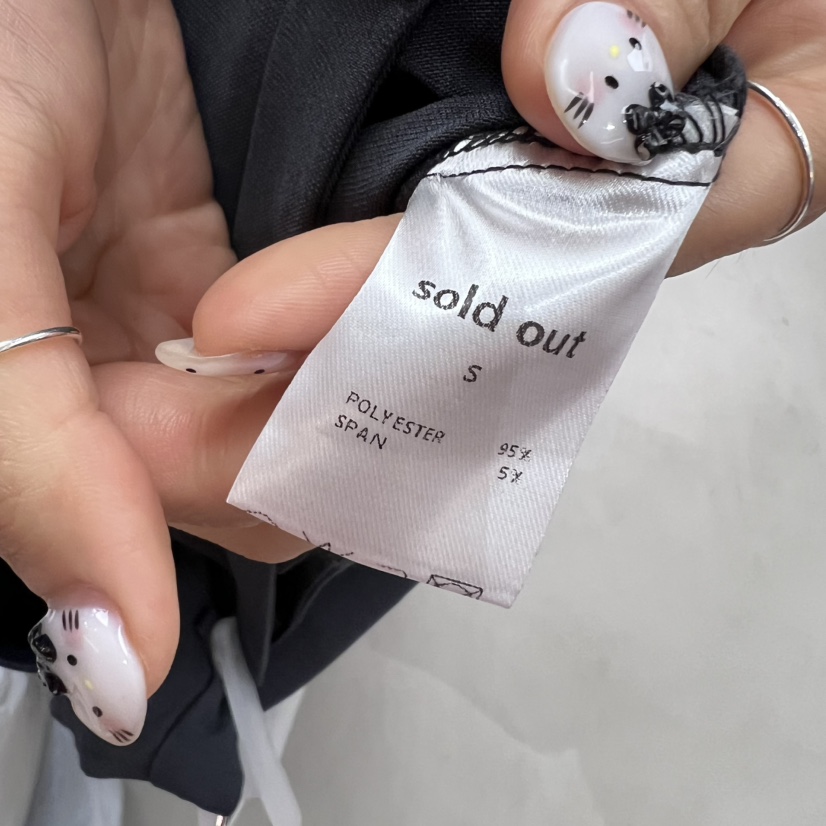 sold out
S
POLYESTER 95%
SPAN 5%